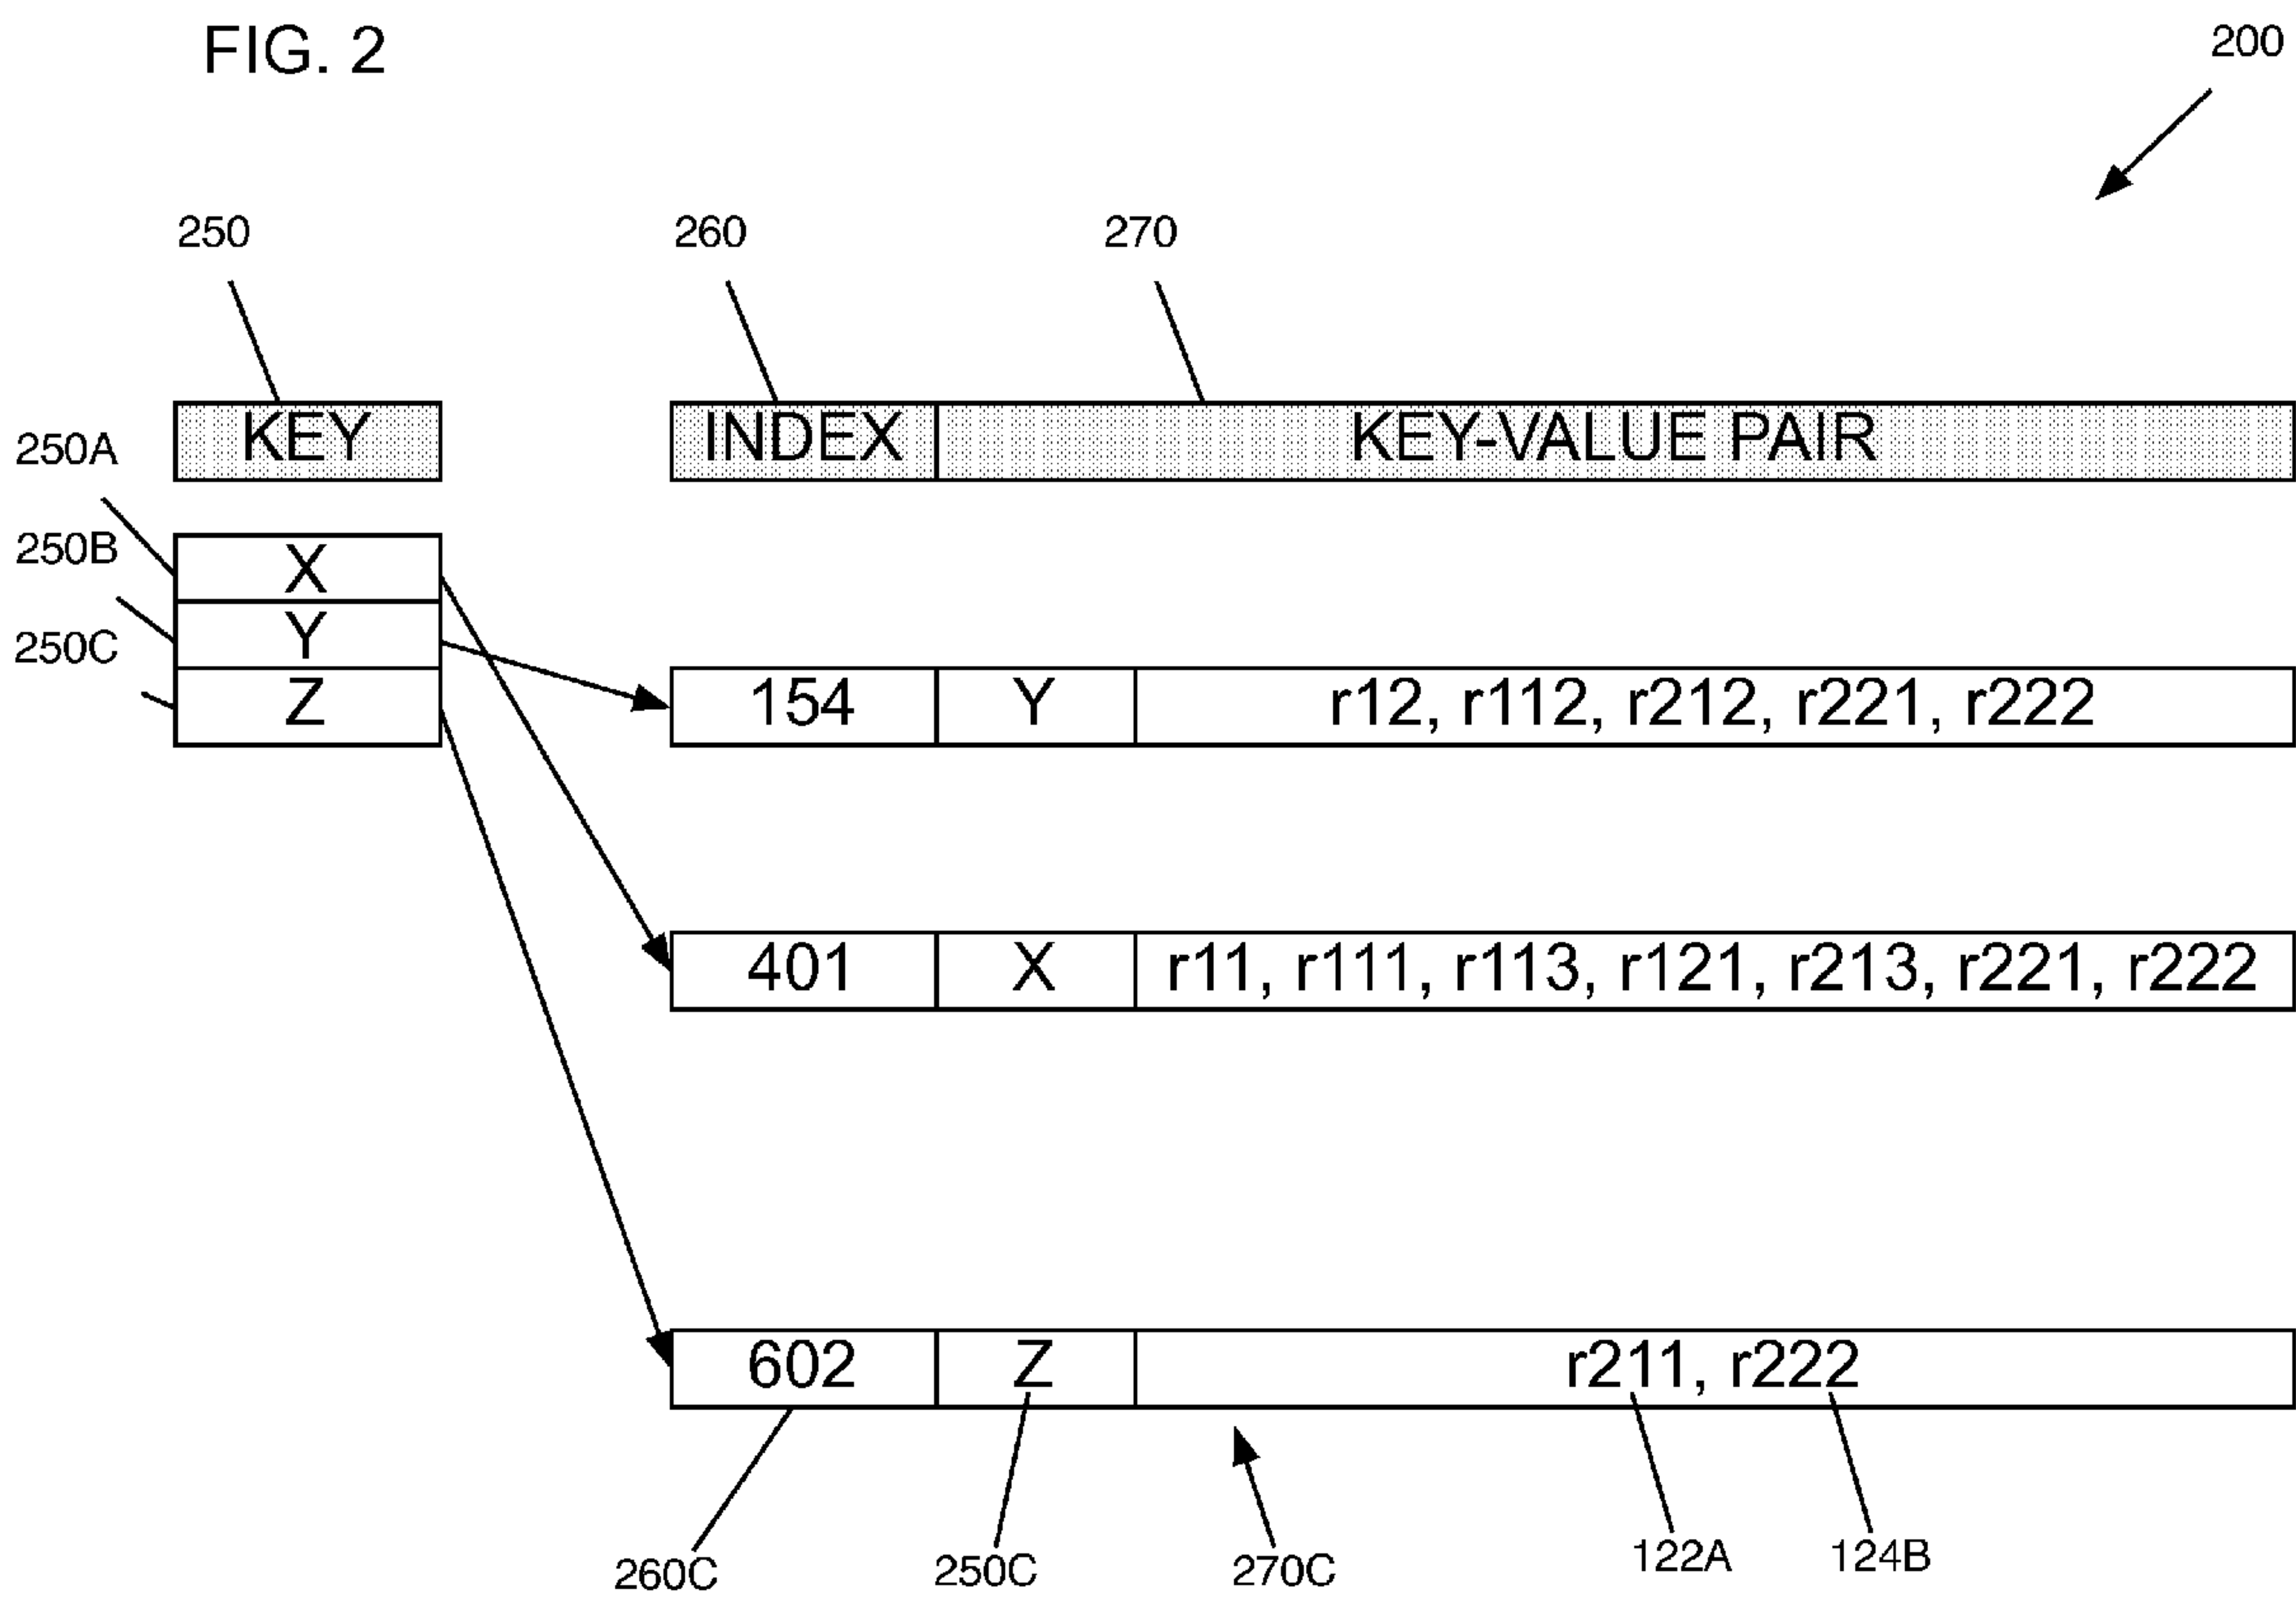 FIG. 2
200
250 260 270
KEY INDEX KEY-VALUE PAIR
250A
250B
250C
X
Y
Z
154 Y r12, r112, r212, r221, r222
401 X r11, r111, r113, r121, r213, r221, r222
602 Z r211, r222
260C 250C 270C 122A 124B